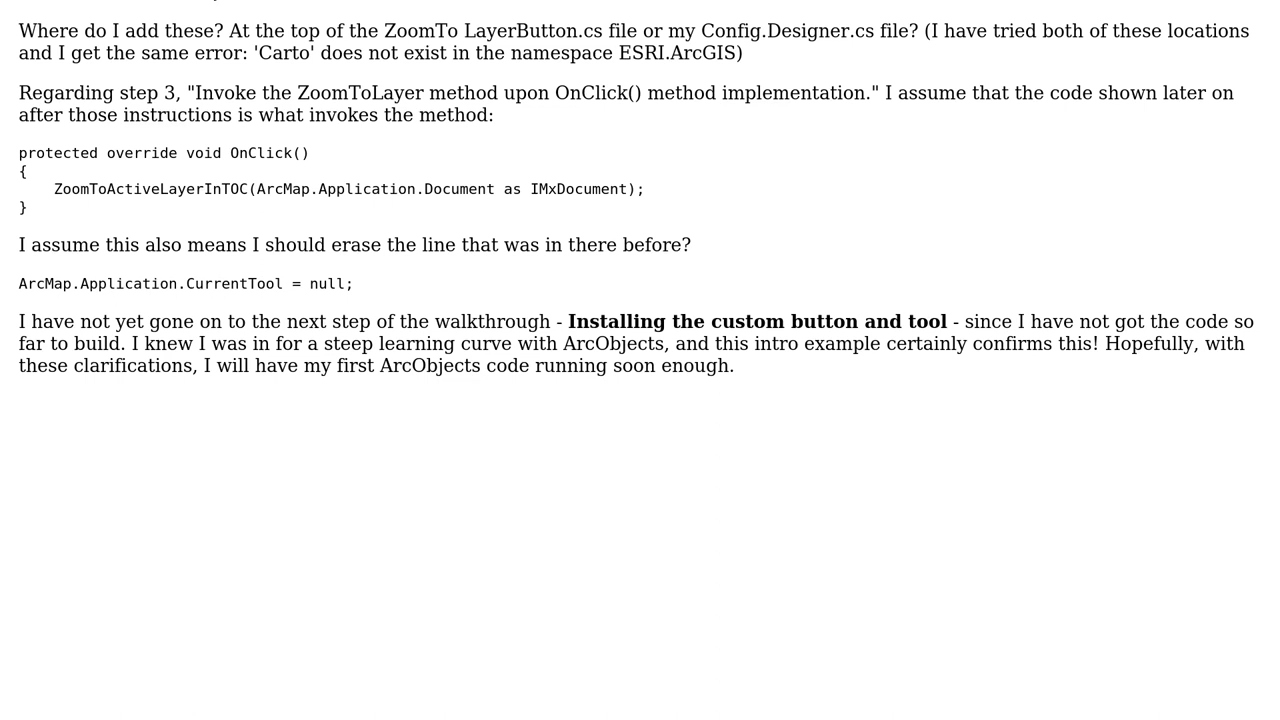 Where do I add these? At the top of the ZoomTo LayerButton.cs file or my Config.Designer.cs file? (I have tried both of these locations
and I get the same error: 'Carto' does not exist in the namespace ESRI.ArcGIS)
Regarding step 3, "Invoke the ZoomToLayer method upon OnClick() method implementation." I assume that the code shown later on
after those instructions is what invokes the method:
protected override void OnClick()
{
    ZoomToActiveLayerInTOC(ArcMap.Application.Document as IMxDocument);
}
I assume this also means I should erase the line that was in there before?
ArcMap.Application.CurrentTool = null;
I have not yet gone on to the next step of the walkthrough - Installing the custom button and tool - since I have not got the code so
far to build. I knew I was in for a steep learning curve with ArcObjects, and this intro example certainly confirms this! Hopefully, with
these clarifications, I will have my first ArcObjects code running soon enough.